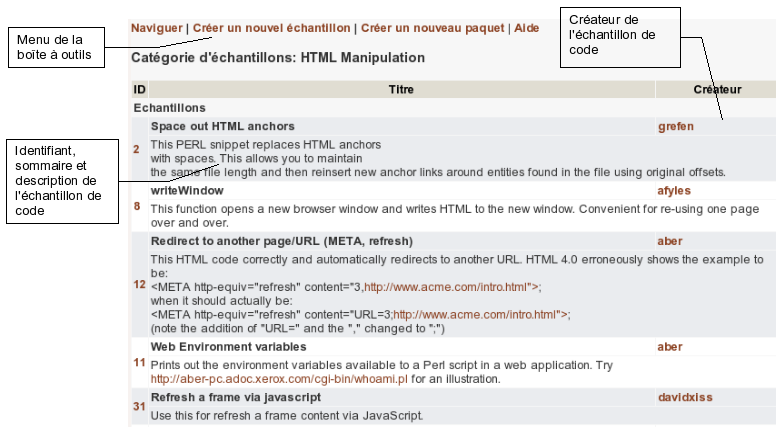 Menu de la
boîte à outils
Créateur de
l'échantillon de
code
Identifiant,
sommaire et
description de
l'échantillon de
code
Naviguer | Créer un nouvel échantillon | Créer un nouveau paquet | Aide
Catégorie d'échantillons: HTML Manipulation
ID Titre Créateur
Echantillons
Space out HTML anchors grefen
2 This PERL snippet replaces HTML anchors
with spaces. This allows you to maintain
the same file length and then reinsert new anchor links around entities found in the file using original offsets.
writeWindow afyles
8 This function opens a new browser window and writes HTML to the new window. Convenient for re-using one page
over and over.
Redirect to another page/URL (META, refresh) aber
12 This HTML code correctly and automatically redirects to another URL. HTML 4.0 erroneously shows the example to
be:
<META http-equiv="refresh" content="3,http://www.acme.com/intro.html">;
when it should actually be:
<META http-equiv="refresh" content="URL=3;http://www.acme.com/intro.html">;
(note the addition of "URL=" and the "," changed to ";")
Web Environment variables aber
11 Prints out the environment variables available to a Perl script in a web application. Try
http://aber-pc.adoc.xerox.com/cgi-bin/whoami.pl for an illustration.
Refresh a frame via javascript davidxiss
31 Use this for refresh a frame content via JavaScript.